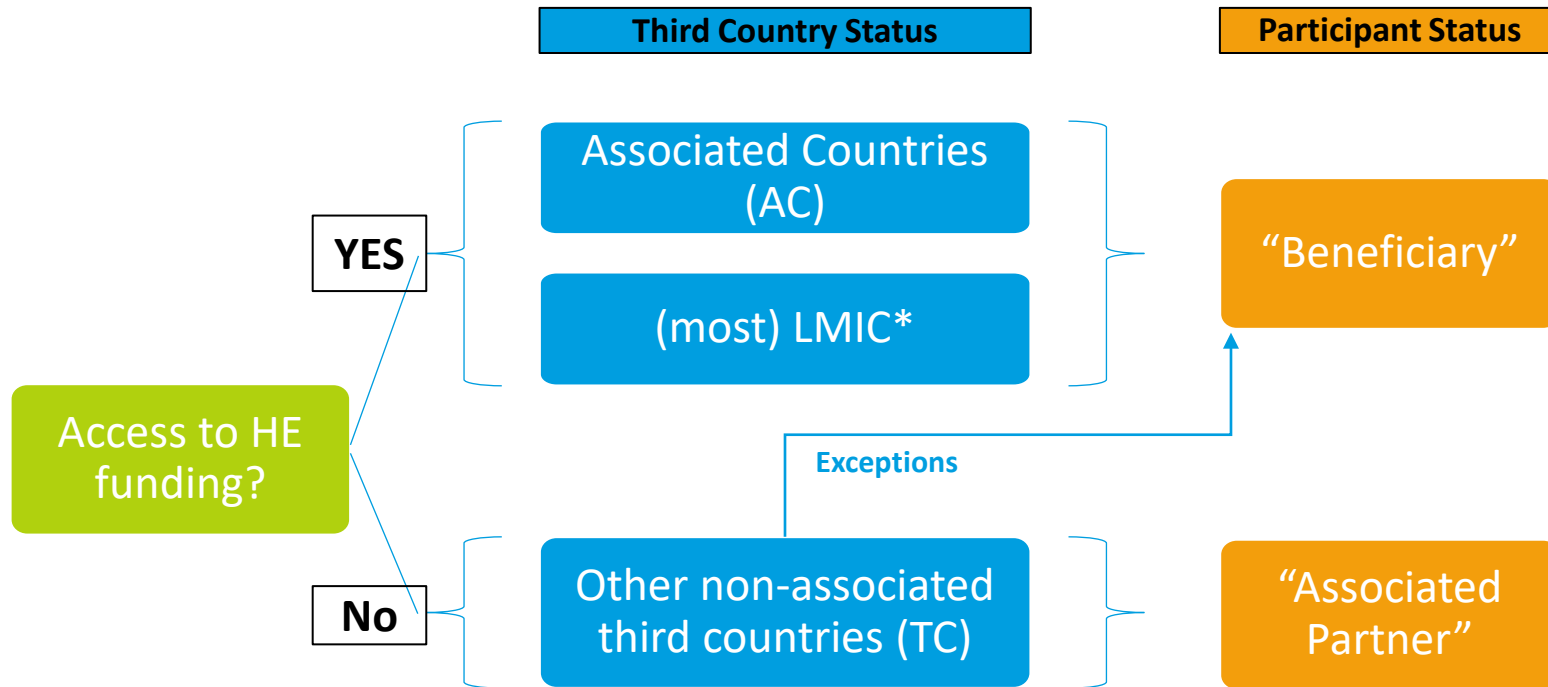 Third Country Status
Participant Status
Associated Countries
(AC)
YES
“Beneficiary”
(most) LMIC*
Access to HE
funding?
Exceptions
Other non-associated
third countries (TC)
No
“Associated
Partner”